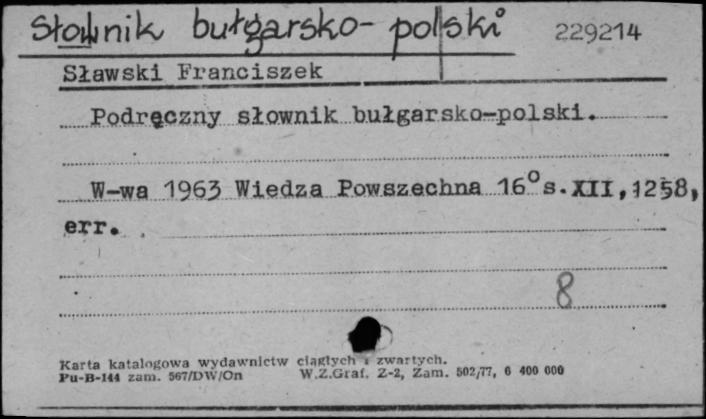 Słownik bułgarsko-polski 229214
Sławski Franciszek
Podręczny słownik bułgarsko-polski.
W-wa 1963 Wiedza Powszechna 16° s.XII,1258,
err.
8
Karta katalogowa wydawnictw ciągłych i zwartych.
Pu-B-144 zam. 567/DW/On W.Z.Graf. Z-2, Zam. 502/77, 6 400 000